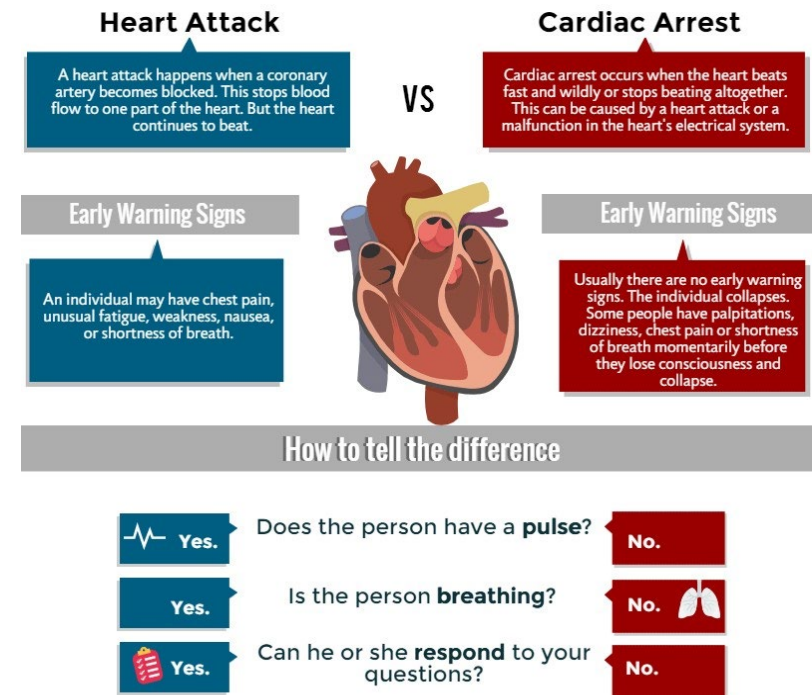 Heart Attack
A heart attack happens when a coronary
artery becomes blocked. This stops blood
flow to one part of the heart. But the heart
continues to beat.
VS
Cardiac Arrest
Cardiac arrest occurs when the heart beats
fast and wildly or stops beating altogether.
This can be caused by a heart attack or a
malfunction in the heart's electrical system.
Early Warning Signs
An individual may have chest pain,
unusual fatigue, weakness, nausea,
or shortness of breath.
Early Warning Signs
Usually there are no early warning
signs. The individual collapses.
Some people have palpitations,
dizziness, chest pain or shortness
of breath momentarily before
they lose consciousness and
collapse.
How to tell the difference
Yes.
Does the person have a pulse?
No.
Yes.
Is the person breathing?
No.
Yes.
Can he or she respond to your
questions?
No.